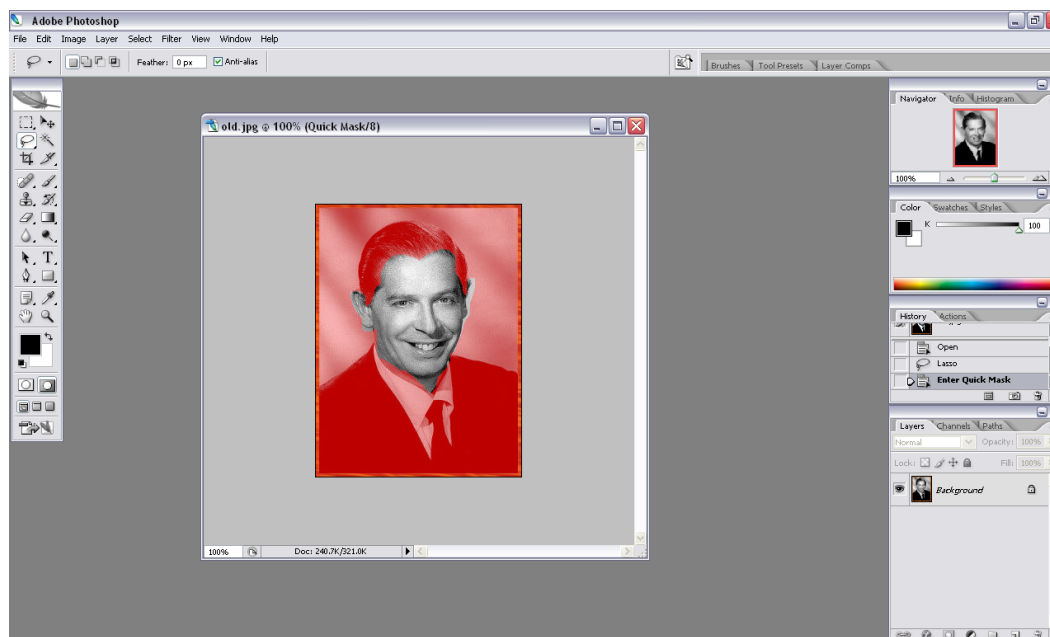 Adobe Photoshop
File Edit Image Layer Select Filter View Window Help
Feather: 0 px Anti-alias
Brushes Tool Presets Layer Comps
Navigator Info Histogram
100%
Color Swatches Styles
K 100
History Actions
Open
Lasso
Enter Quick Mask
Layers Channels Paths
Normal Opacity: 100%
Lock: Fill: 100%
Background
old.jpg @ 100% (Quick Mask/8)
100% Doc: 240.7K/321.0K
T